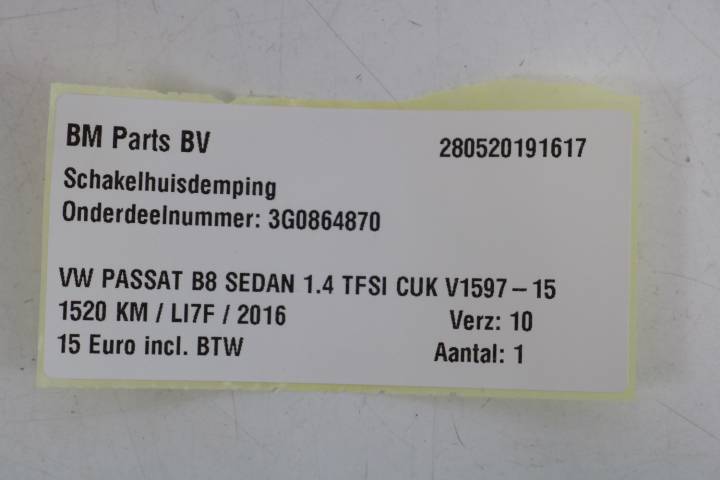 BM Parts BV 280520191617
Schakelhuisdemping
Onderdeelnummer: 3G0864870
VW PASSAT B8 SEDAN 1.4 TFSI CUK V1597 – 15
1520 KM / LI7F / 2016 Verz: 10
15 Euro incl. BTW Aantal: 1